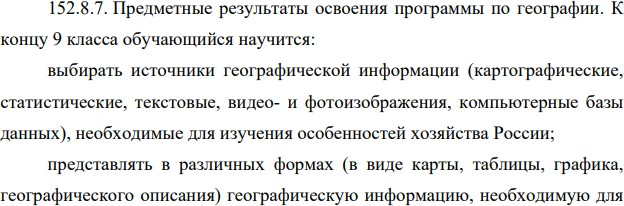 152.8.7. Предметные результаты освоения программы по географии. К
концу 9 класса обучающийся научится:
выбирать источники географической информации (картографические,
статистические, текстовые, видео- и фотоизображения, компьютерные базы
данных), необходимые для изучения особенностей хозяйства России;
представлять в различных формах (в виде карты, таблицы, графика,
географического описания) географическую информацию, необходимую для